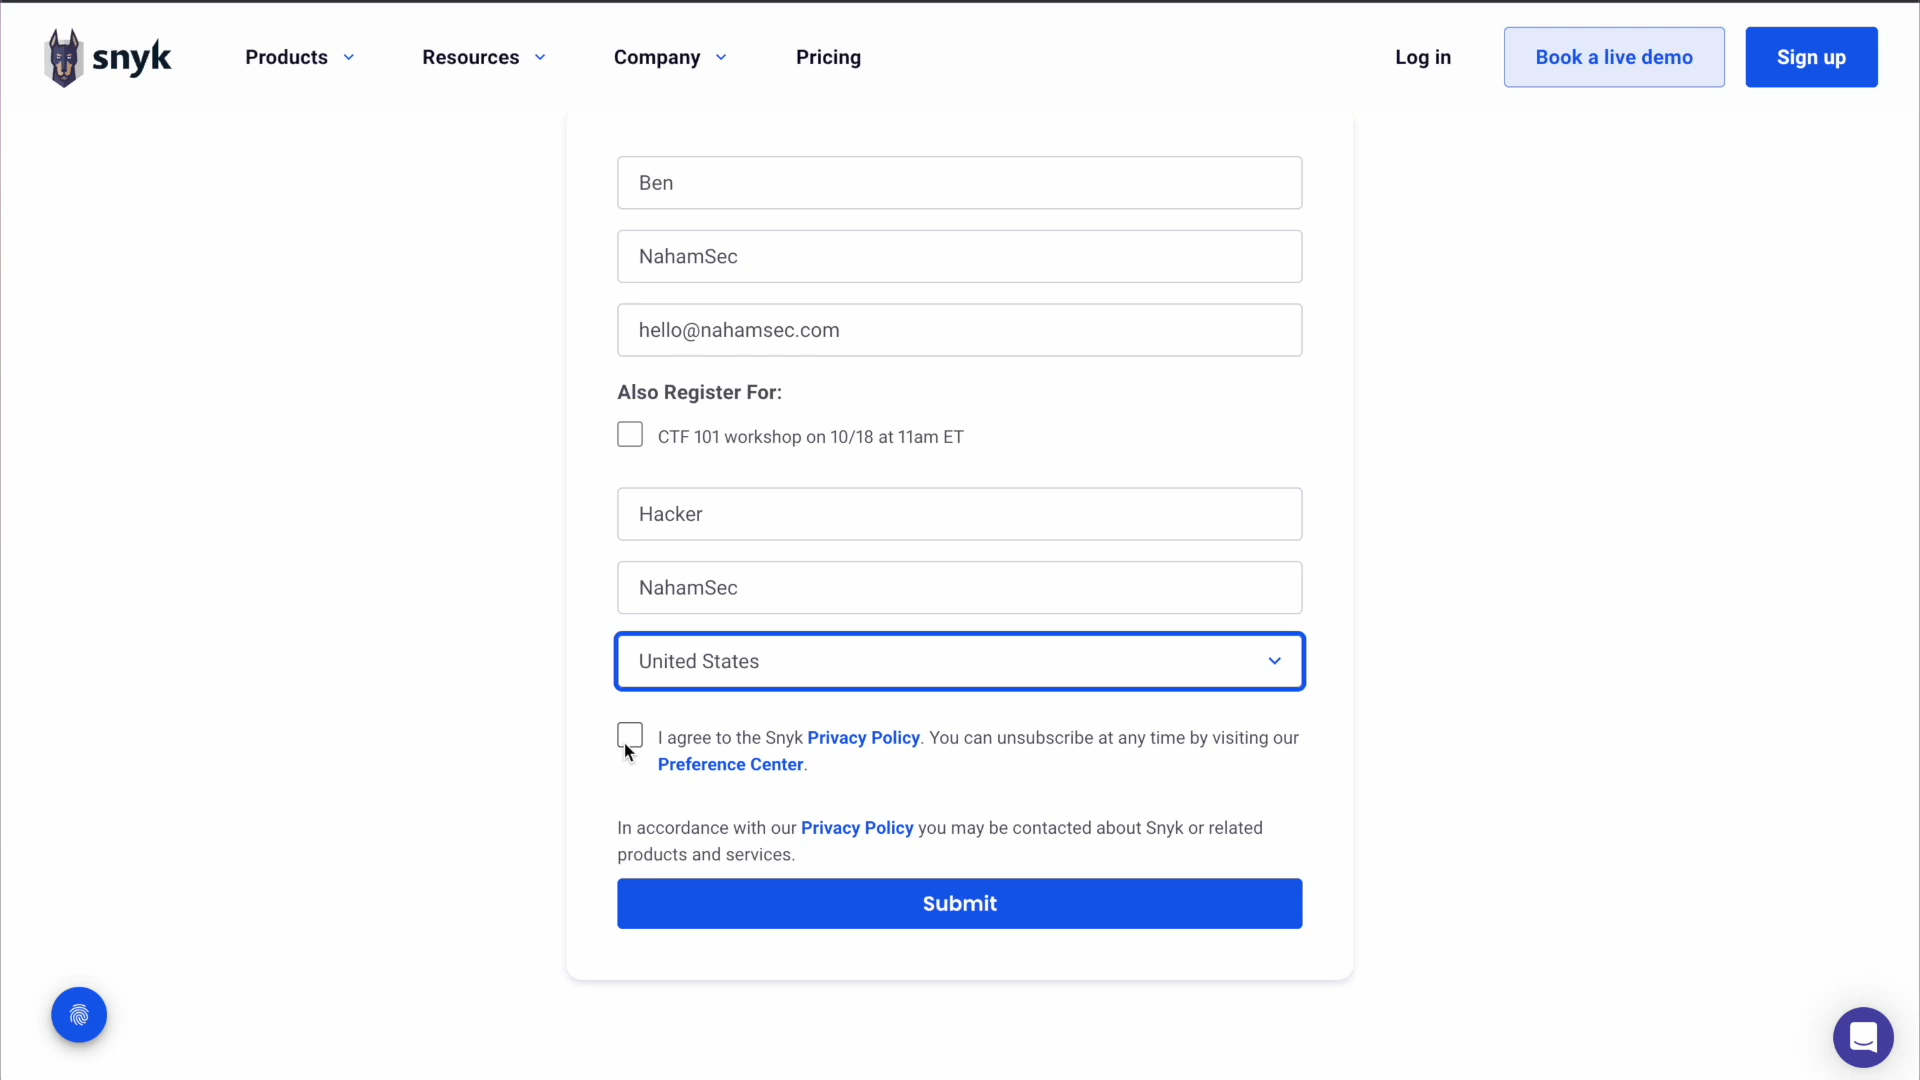 snyk
Products
Resources
Company
Pricing
Log in
Book a live demo
Sign up
Ben
NahamSec
hello@nahamsec.com
Also Register For:
CTF 101 workshop on 10/18 at 11am ET
Hacker
NahamSec
United States
I agree to the Snyk Privacy Policy. You can unsubscribe at any time by visiting our
Preference Center.
In accordance with our Privacy Policy you may be contacted about Snyk or related
products and services.
Submit